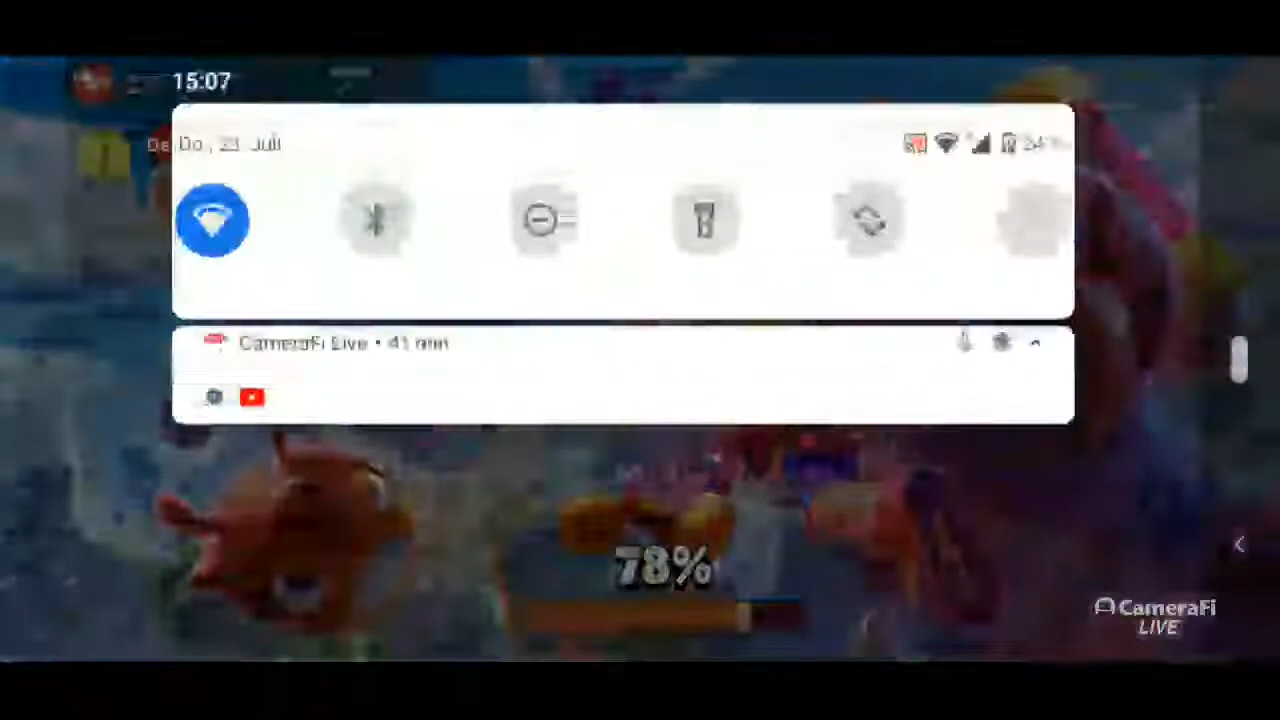 15:07
Do., 23. Juli
CameraFi Live • 41 min
78%
CameraFi
LIVE